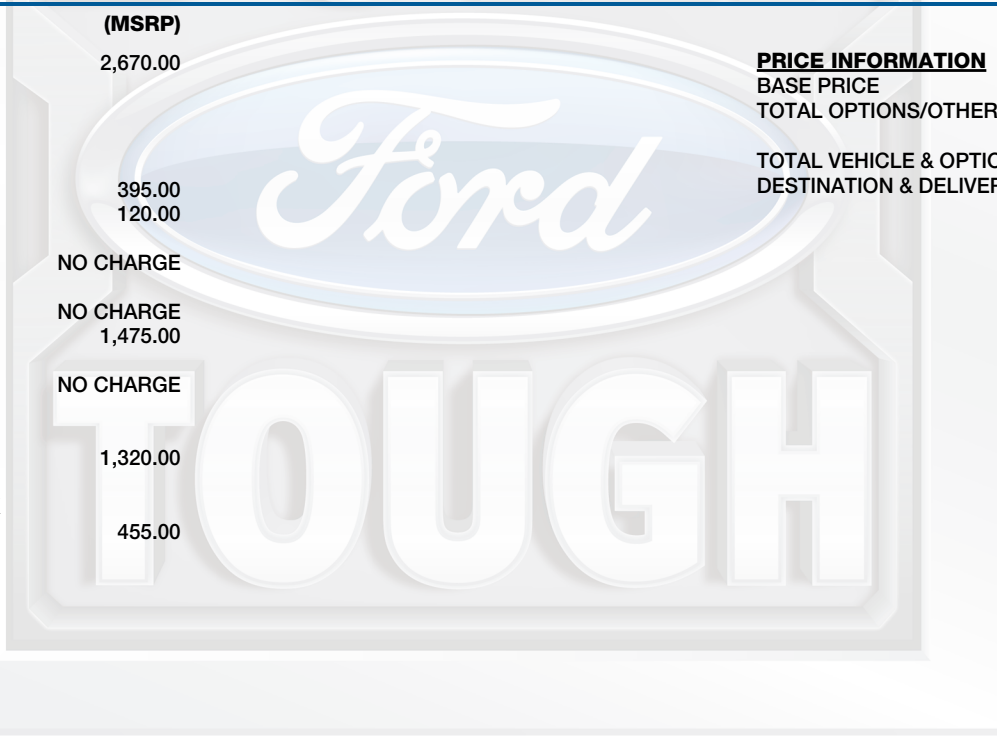 (MSRP)
2,670.00
395.00
120.00
NO CHARGE
NO CHARGE
1,475.00
NO CHARGE
1,320.00
455.00
PRICE INFORMATION
BASE PRICE
TOTAL OPTIONS/OTHER
TOTAL VEHICLE & OPTIO
DESTINATION & DELIVER
Ford
TOUGH